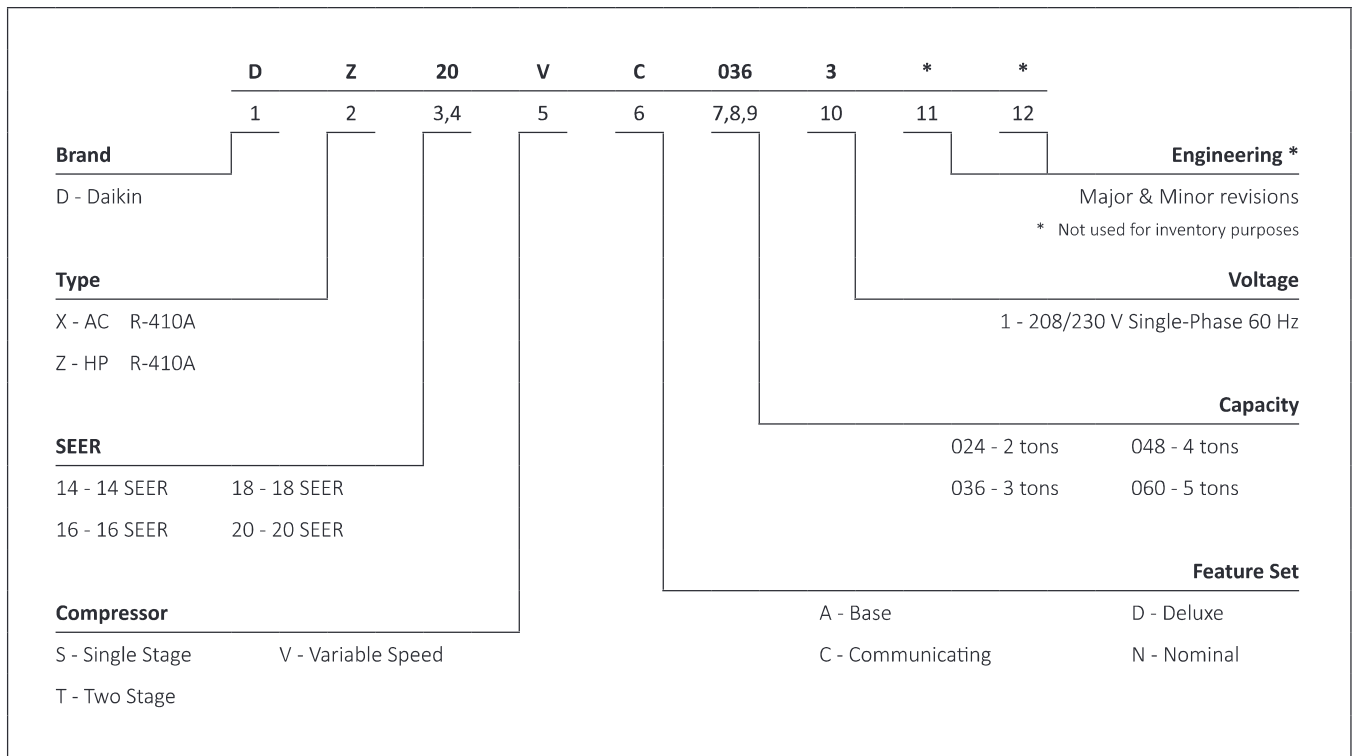 D Z 20 V C 036 3 * *
1 2 3,4 5 6 7,8,9 10 11 12
Brand
D - Daikin
Engineering *
Major & Minor revisions
* Not used for inventory purposes
Type
X - AC R-410A
Z - HP R-410A
Voltage
1 - 208/230 V Single-Phase 60 Hz
SEER
14 - 14 SEER 18 - 18 SEER
16 - 16 SEER 20 - 20 SEER
Capacity
024 - 2 tons 048 - 4 tons
036 - 3 tons 060 - 5 tons
Compressor
S - Single Stage V - Variable Speed
T - Two Stage
Feature Set
A - Base D - Deluxe
C - Communicating N - Nominal